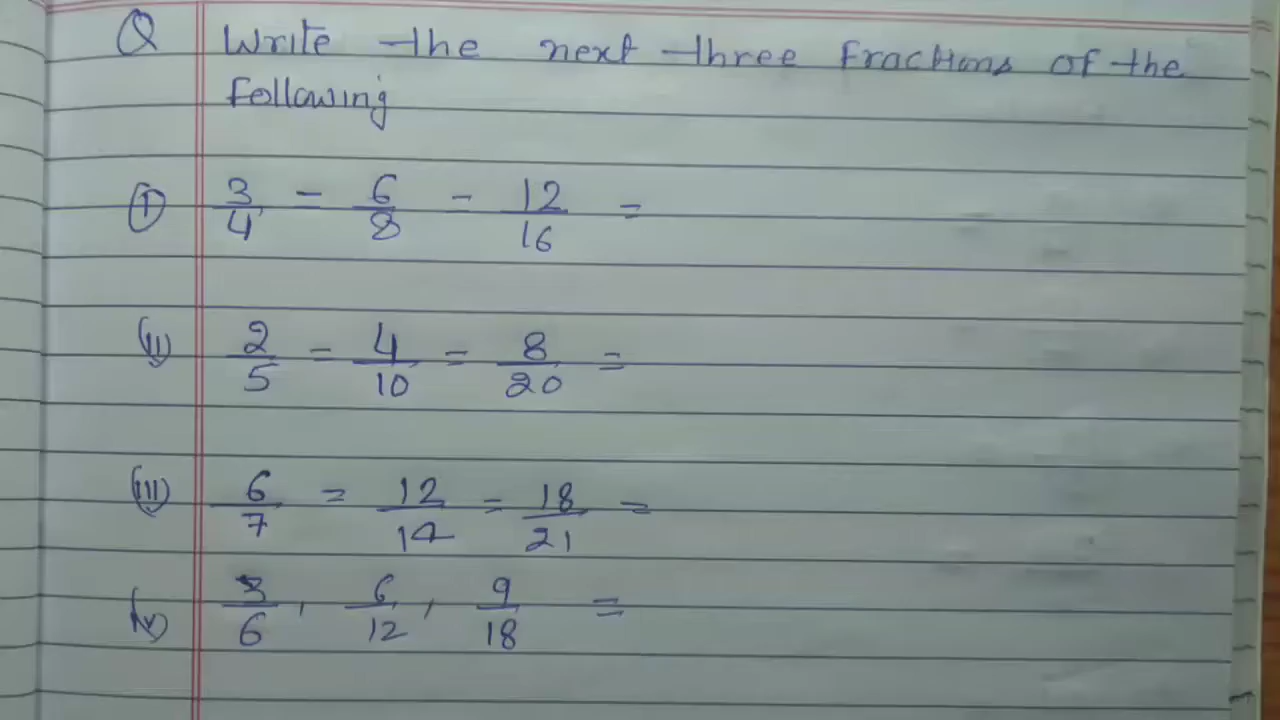 Q Write the next three fractions of the
following
(I) 3/4 - 6/8 - 12/16 =
(II) 2/5 = 4/10 = 8/20 =
(III) 6/7 = 12/14 = 18/21 =
(IV) 3/6, 6/12, 9/18 =